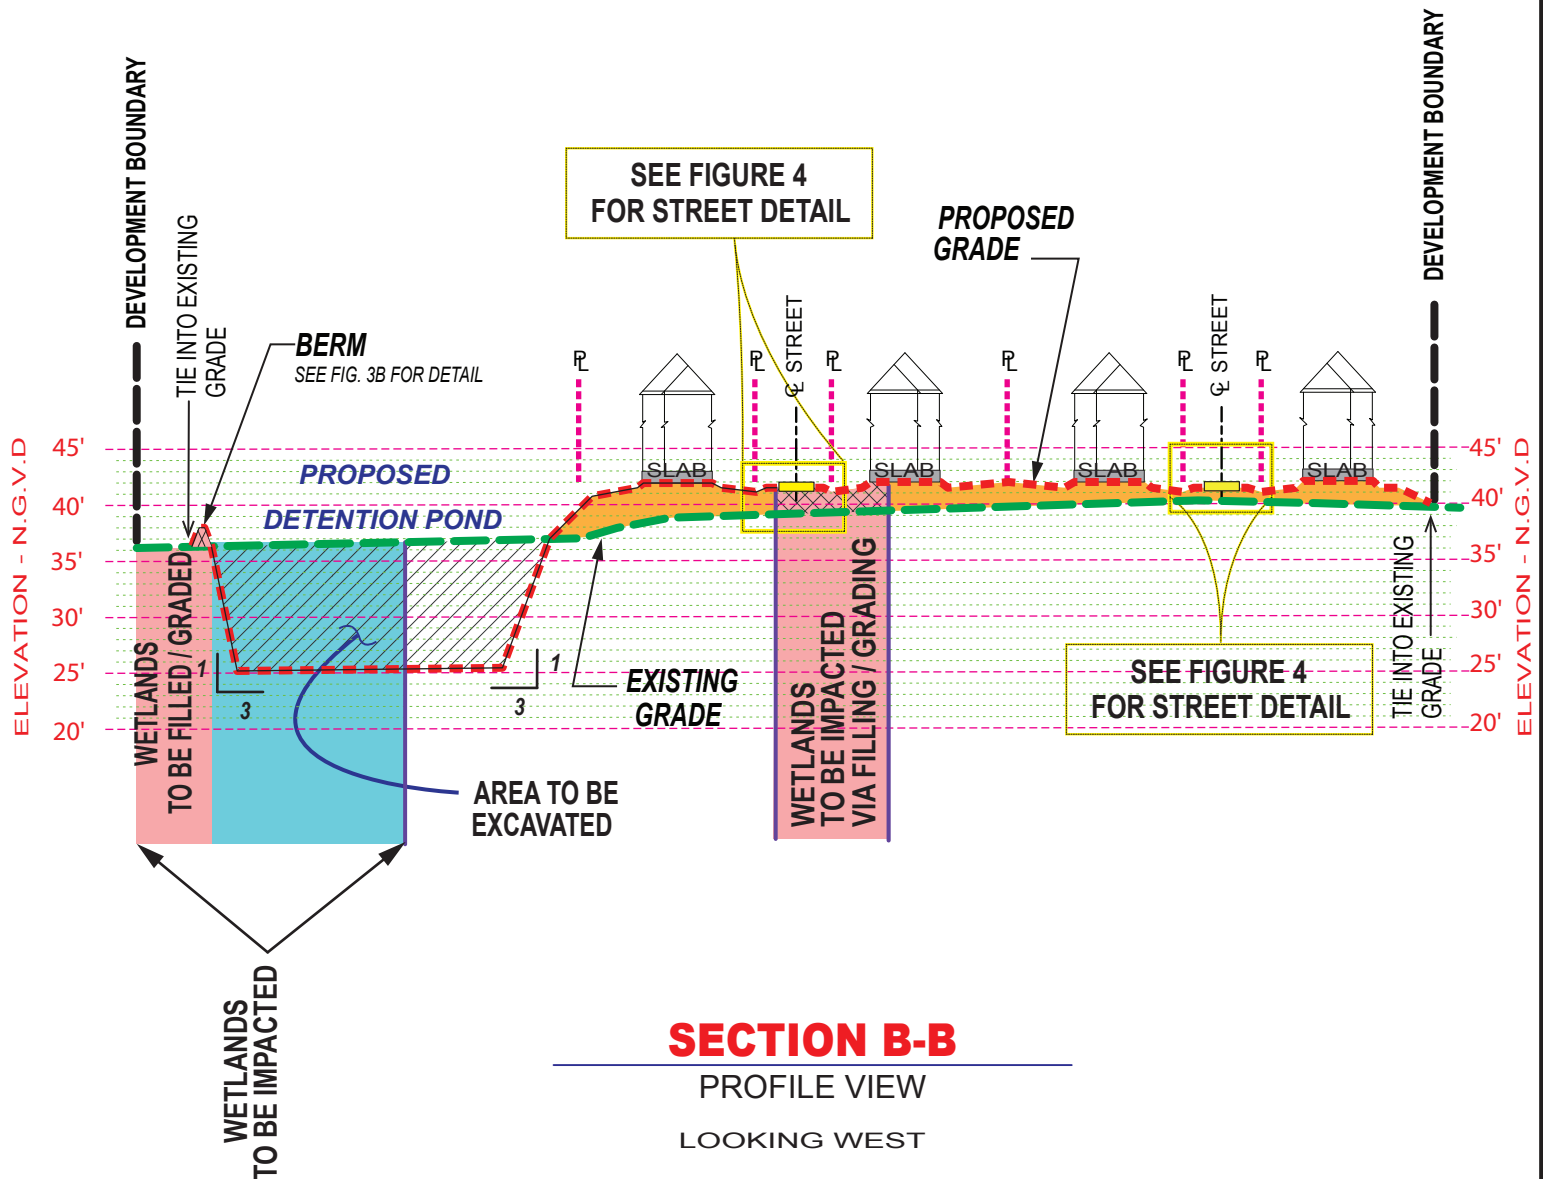 DEVELOPMENT BOUNDARY
TIE INTO EXISTING
GRADE
BERM
SEE FIG. 3B FOR DETAIL
SEE FIGURE 4
FOR STREET DETAIL
PROPOSED
GRADE
DEVELOPMENT BOUNDARY
PL
PL
CL STREET
PL
PL
PL
CL STREET
PL
ELEVATION - N.G.V.D
45'
40'
35'
30'
25'
20'
PROPOSED
DETENTION POND
SLAB
SLAB
SLAB
SLAB
45'
40'
35'
30'
25'
20'
ELEVATION - N.G.V.D
WETLANDS
TO BE FILLED / GRADED
1
3
1
3
EXISTING
GRADE
WETLANDS
TO BE IMPACTED
VIA FILLING / GRADING
SEE FIGURE 4
FOR STREET DETAIL
TIE INTO EXISTING
GRADE
AREA TO BE
EXCAVATED
WETLANDS
TO BE IMPACTED
SECTION B-B
PROFILE VIEW
LOOKING WEST